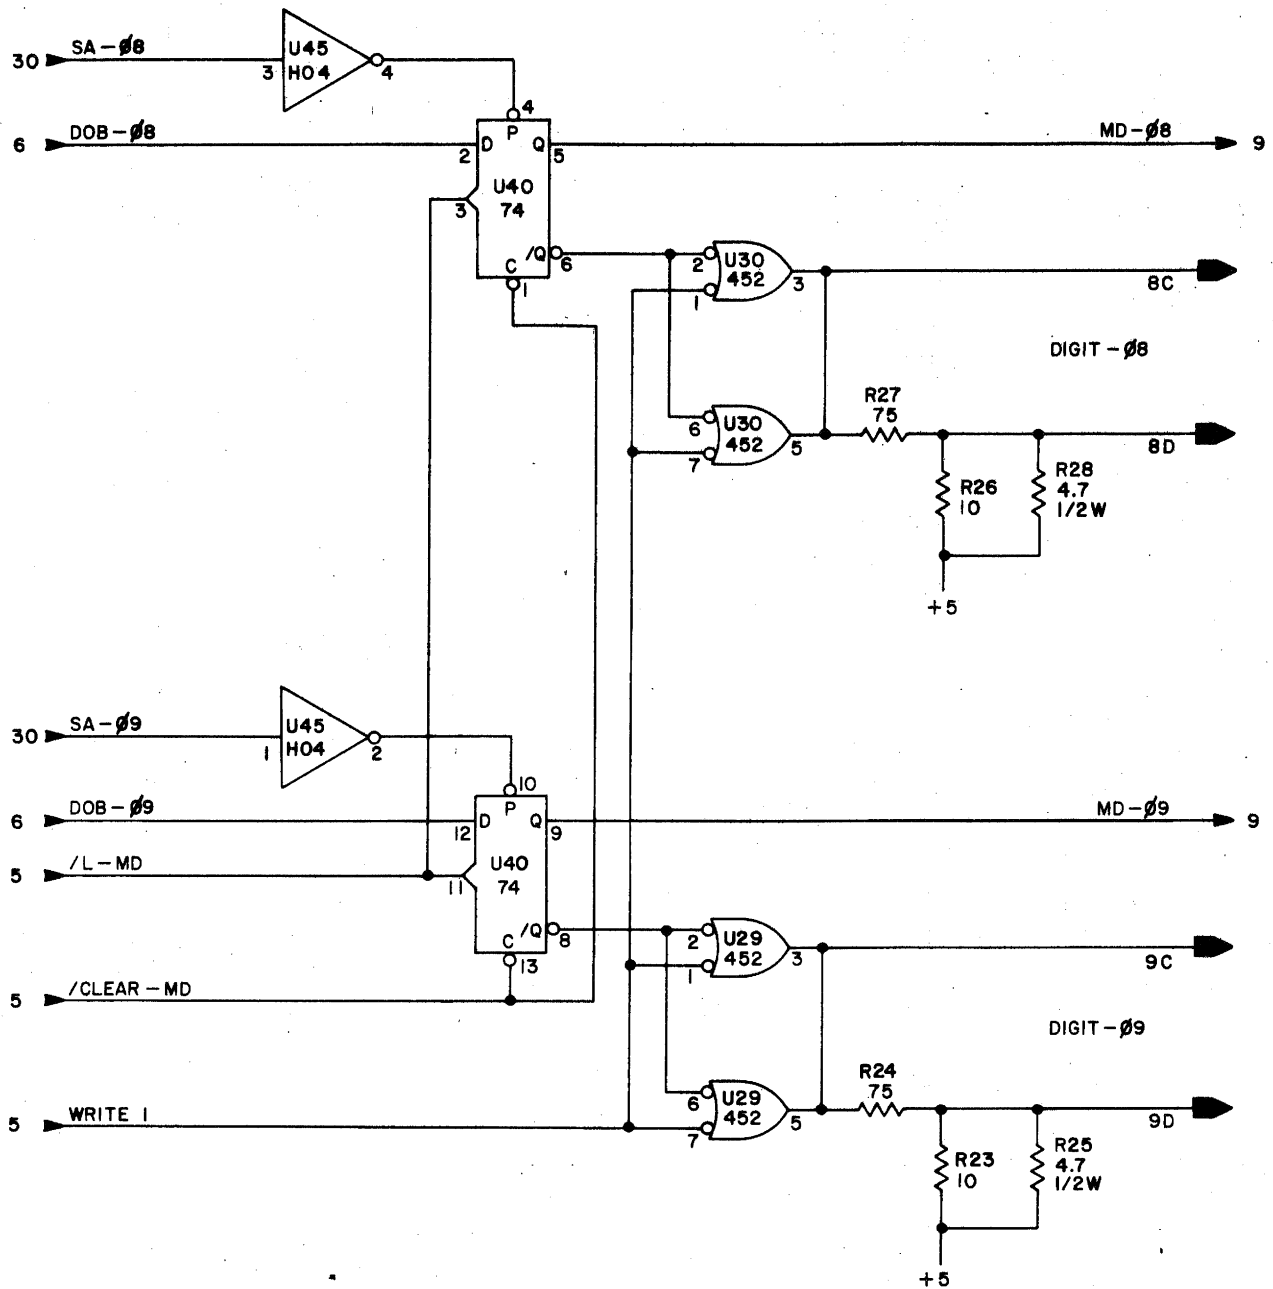 30 SA-Ø8
3 U45 H04 4
4
6 DOB-Ø8
2 D P Q 5
MD-Ø8 9
U40
74
3
/Q 6
C
1
2 U30 452 3
1
8C
DIGIT-Ø8
6 U30 452 5
7
R27
75
8D
R26
10
R28
4.7
1/2W
+5
30 SA-Ø9
1 U45 H04 2
10
6 DOB-Ø9
12 D P Q 9
MD-Ø9 9
5 /L-MD
11
U40
74
/Q 8
C
13
2 U29 452 3
1
9C
5 /CLEAR-MD
DIGIT-Ø9
5 WRITE 1
6 U29 452 5
7
R24
75
9D
R23
10
R25
4.7
1/2W
+5